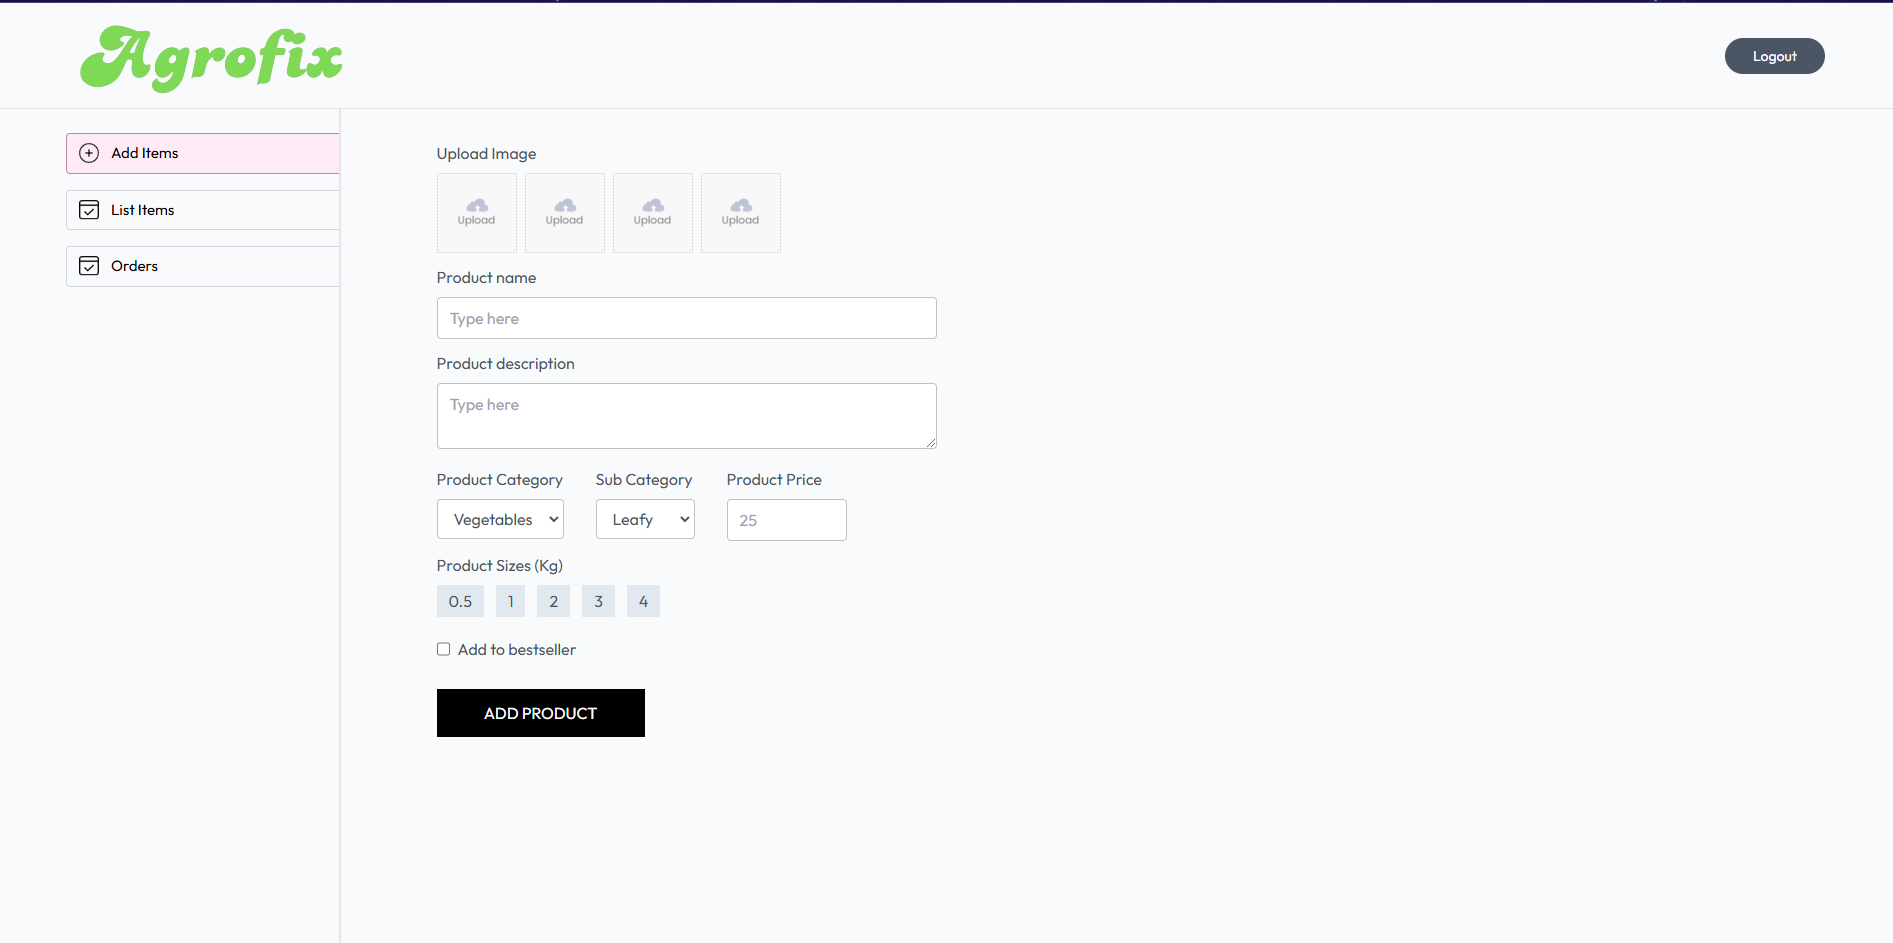 Agrofix
Logout
Add Items
List Items
Orders
Upload Image
Upload Upload Upload Upload
Product name
Type here
Product description
Type here
Product Category Sub Category Product Price
Vegetables Leafy 25
Product Sizes (Kg)
0.5 1 2 3 4
Add to bestseller
ADD PRODUCT